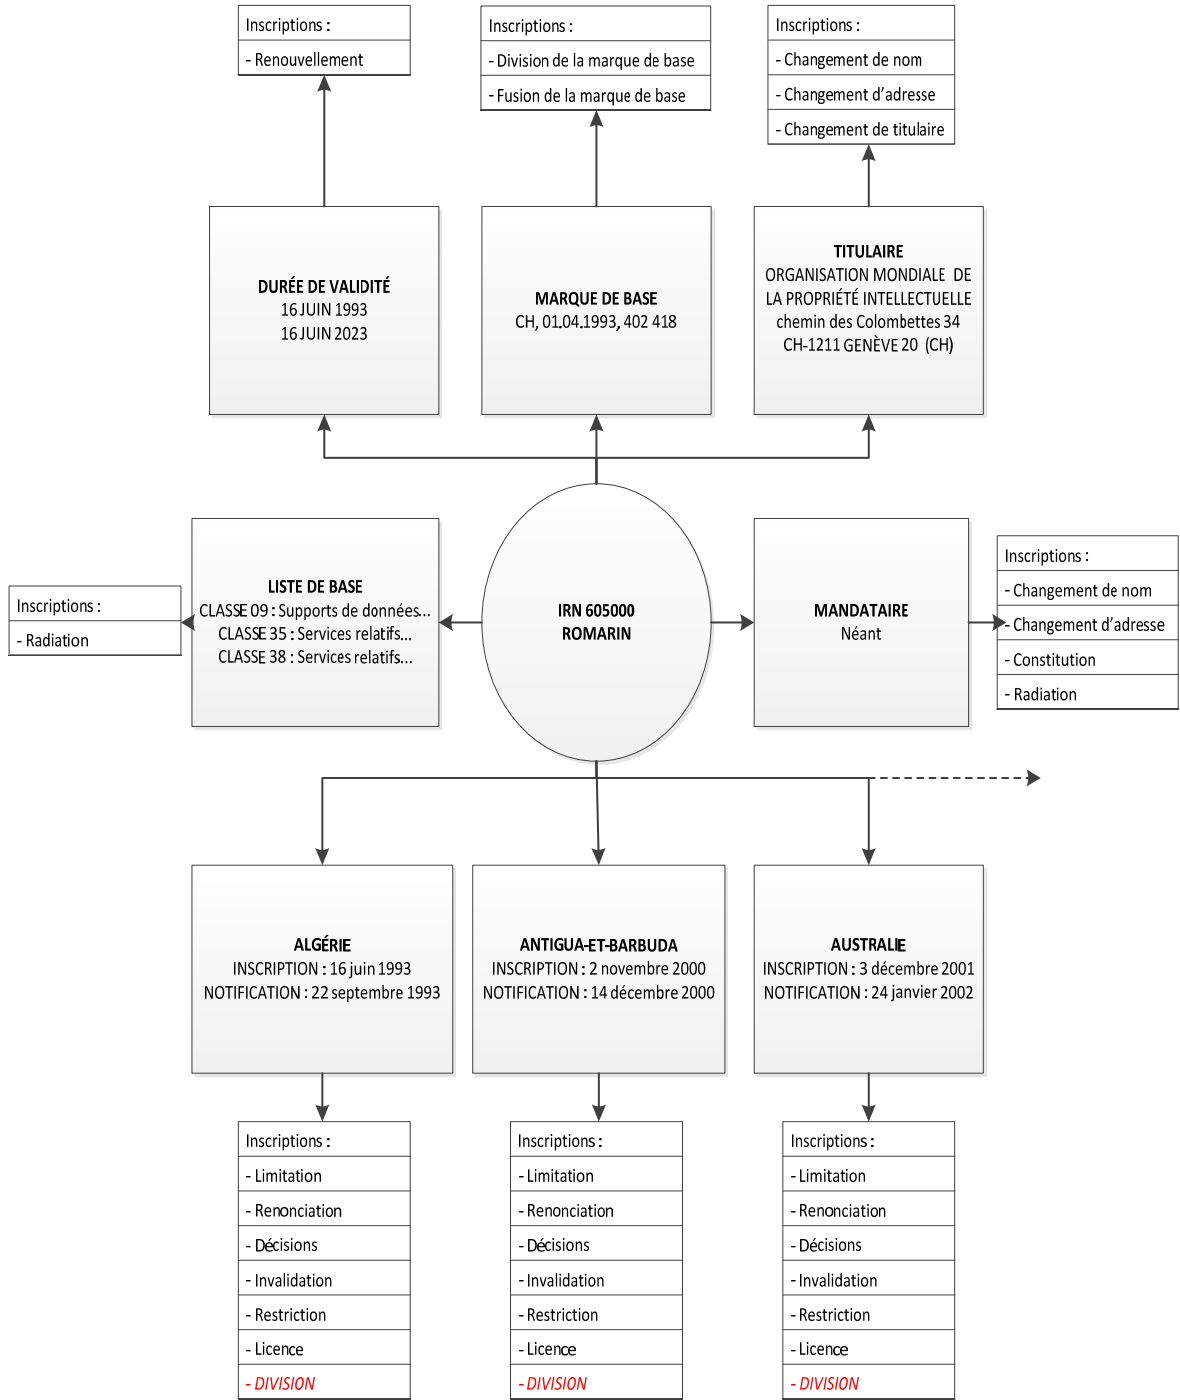 Inscriptions :
- Renouvellement
Inscriptions :
- Division de la marque de base
- Fusion de la marque de base
Inscriptions :
- Changement de nom
- Changement d’adresse
- Changement de titulaire
DURÉE DE VALIDITÉ
16 JUIN 1993
16 JUIN 2023
MARQUE DE BASE
CH, 01.04.1993, 402 418
TITULAIRE
ORGANISATION MONDIALE DE
LA PROPRIÉTÉ INTELLECTUELLE
chemin des Colombettes 34
CH-1211 GENÈVE 20 (CH)
Inscriptions :
- Radiation
LISTE DE BASE
CLASSE 09 : Supports de données...
CLASSE 35 : Services relatifs...
CLASSE 38 : Services relatifs...
IRN 605000
ROMARIN
MANDATAIRE
Néant
Inscriptions :
- Changement de nom
- Changement d’adresse
- Constitution
- Radiation
ALGÉRIE
INSCRIPTION : 16 juin 1993
NOTIFICATION : 22 septembre 1993
ANTIGUA-ET-BARBUDA
INSCRIPTION : 2 novembre 2000
NOTIFICATION : 14 décembre 2000
AUSTRALIE
INSCRIPTION : 3 décembre 2001
NOTIFICATION : 24 janvier 2002
Inscriptions :
- Limitation
- Renonciation
- Décisions
- Invalidation
- Restriction
- Licence
- DIVISION
Inscriptions :
- Limitation
- Renonciation
- Décisions
- Invalidation
- Restriction
- Licence
- DIVISION
Inscriptions :
- Limitation
- Renonciation
- Décisions
- Invalidation
- Restriction
- Licence
- DIVISION